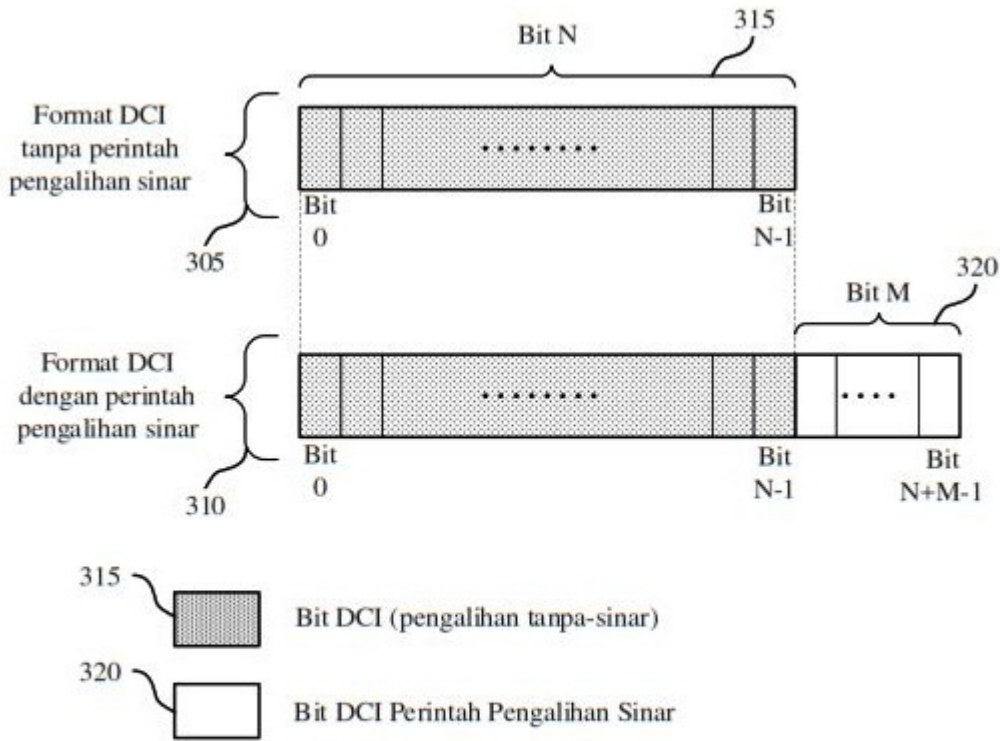 Bit N
315
Format DCI
tanpa perintah
pengalihan sinar
........
Bit
0
Bit
N-1
305
320
Bit M
Format DCI
dengan perintah
pengalihan sinar
........
....
Bit
0
Bit
N-1
Bit
N+M-1
310
315
Bit DCI (pengalihan tanpa-sinar)
320
Bit DCI Perintah Pengalihan Sinar